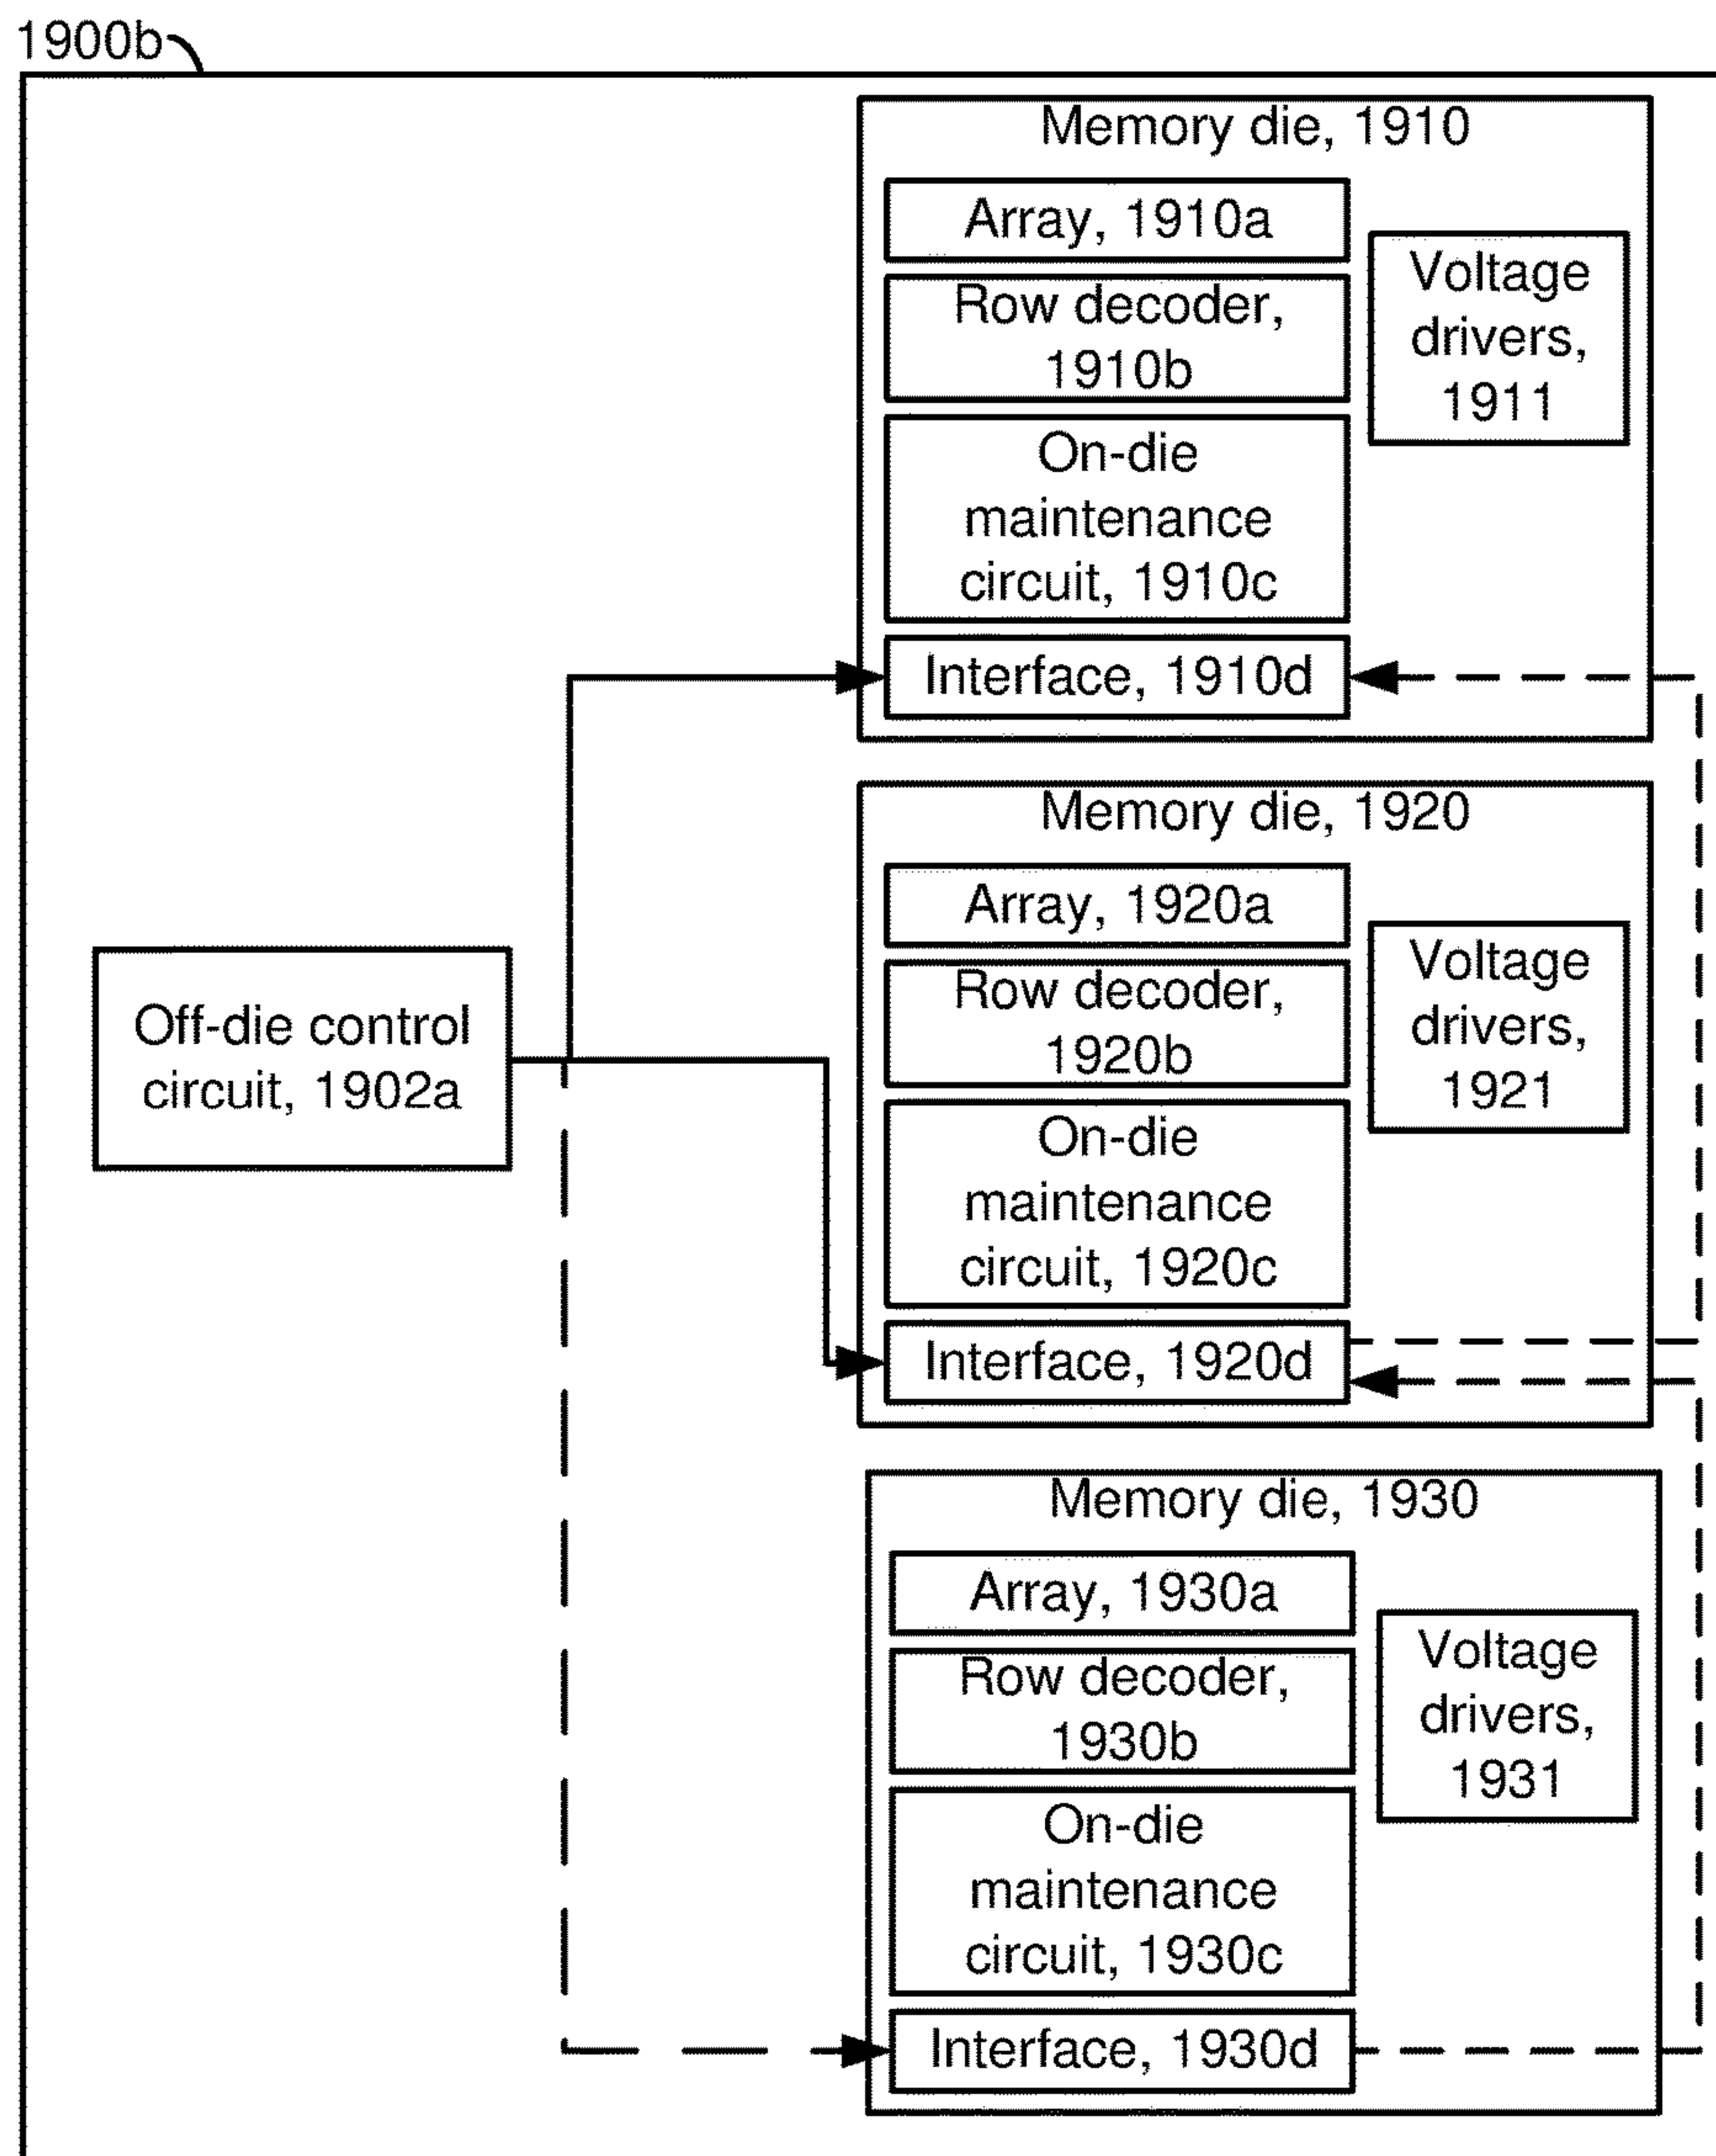 1900b
Memory die, 1910
Array, 1910a
Row decoder,
1910b
On-die
maintenance
circuit, 1910c
Interface, 1910d
Voltage
drivers,
1911
Memory die, 1920
Array, 1920a
Row decoder,
1920b
On-die
maintenance
circuit, 1920c
Interface, 1920d
Voltage
drivers,
1921
Off-die control
circuit, 1902a
Memory die, 1930
Array, 1930a
Row decoder,
1930b
On-die
maintenance
circuit, 1930c
Interface, 1930d
Voltage
drivers,
1931